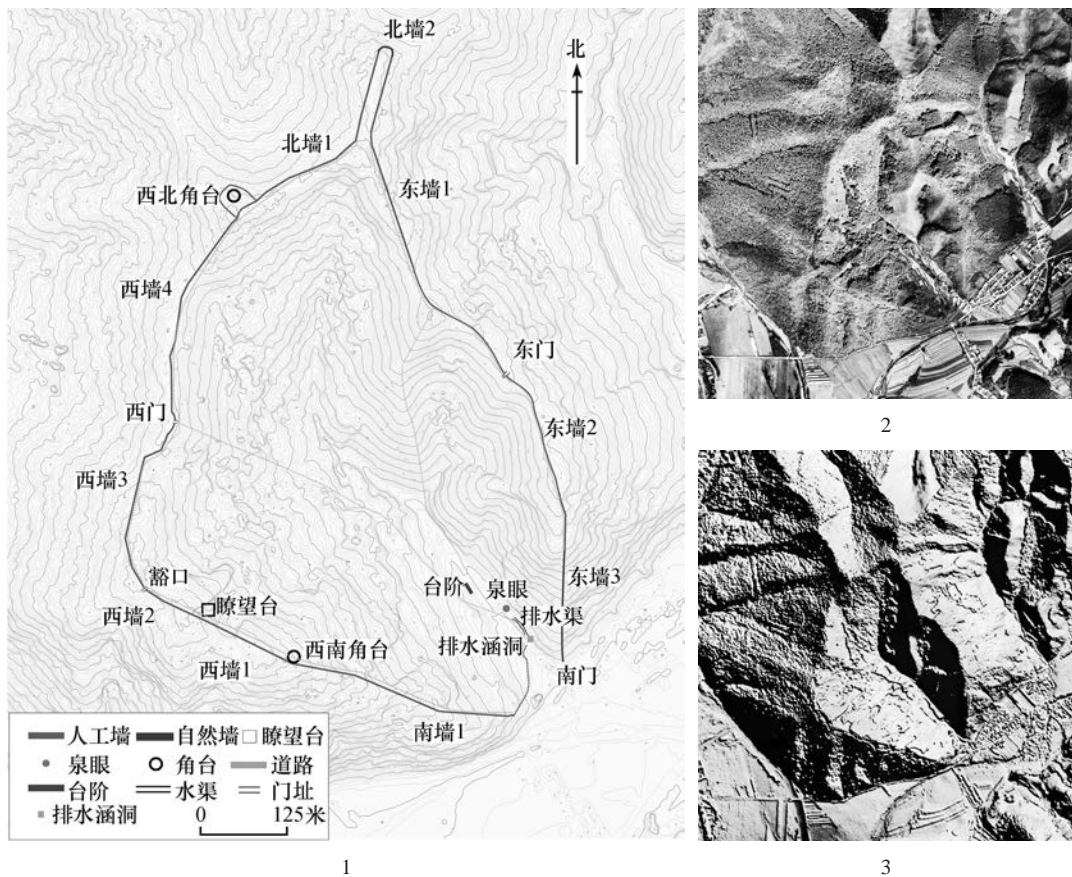 北墙2
北
北墙1
西北角台
东墙1
西墙4
东门
西门
东墙2
西墙3
豁口
台阶
泉眼
东墙3
西墙2
瞭望台
排水渠
排水涵洞
西南角台
西墙1
南门
南墙1
人工墙 自然墙 瞭望台
泉眼 角台 道路
台阶 水渠 门址
排水涵洞 0 125米
1
2
3